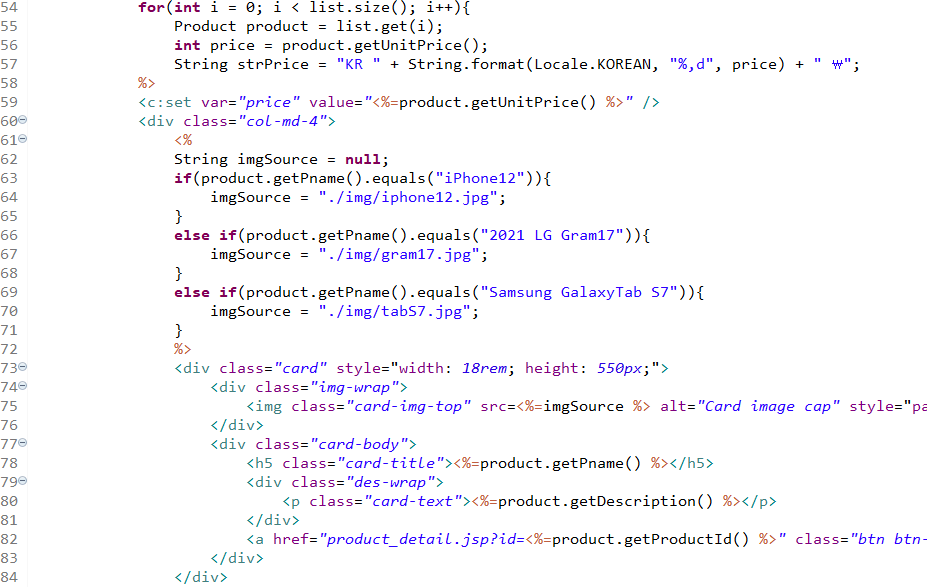 54 for(int i = 0; i < list.size(); i++){
55 Product product = list.get(i);
56 int price = product.getUnitPrice();
57 String strPrice = "KR " + String.format(Locale.KOREAN, "%,d", price) + " ₩";
58 %>
59 <c:set var="price" value="<%=product.getUnitPrice() %>" />
60 <div class="col-md-4">
61 <%
62 String imgSource = null;
63 if(product.getPname().equals("iPhone12")){
64 imgSource = "./img/iphone12.jpg";
65 }
66 else if(product.getPname().equals("2021 LG Gram17")){
67 imgSource = "./img/gram17.jpg";
68 }
69 else if(product.getPname().equals("Samsung GalaxyTab S7")){
70 imgSource = "./img/tabS7.jpg";
71 }
72 %>
73 <div class="card" style="width: 18rem; height: 550px;">
74 <div class="img-wrap">
75 <img class="card-img-top" src=<%=imgSource %> alt="Card image cap" style="pa
76 </div>
77 <div class="card-body">
78 <h5 class="card-title"><%=product.getPname() %></h5>
79 <div class="des-wrap">
80 <p class="card-text"><%=product.getDescription() %></p>
81 </div>
82 <a href="product_detail.jsp?id=<%=product.getProductId() %>" class="btn btn-
83 </div>
84 </div>